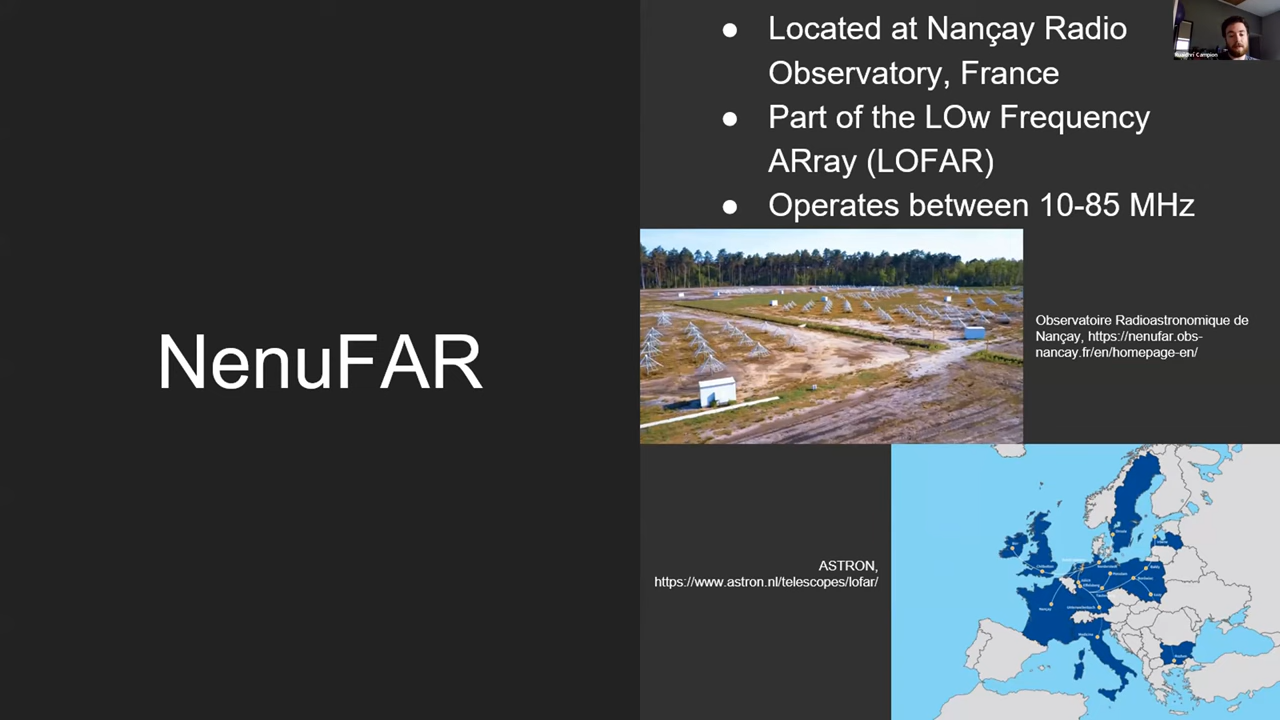 NenuFAR
● Located at Nançay Radio
Observatory, France
● Part of the LOw Frequency
ARray (LOFAR)
● Operates between 10-85 MHz
Campion
Observatoire Radioastronomique de
Nançay, https://nenufar.obs-
nancay.fr/en/homepage-en/
ASTRON,
https://www.astron.nl/telescopes/lofar/